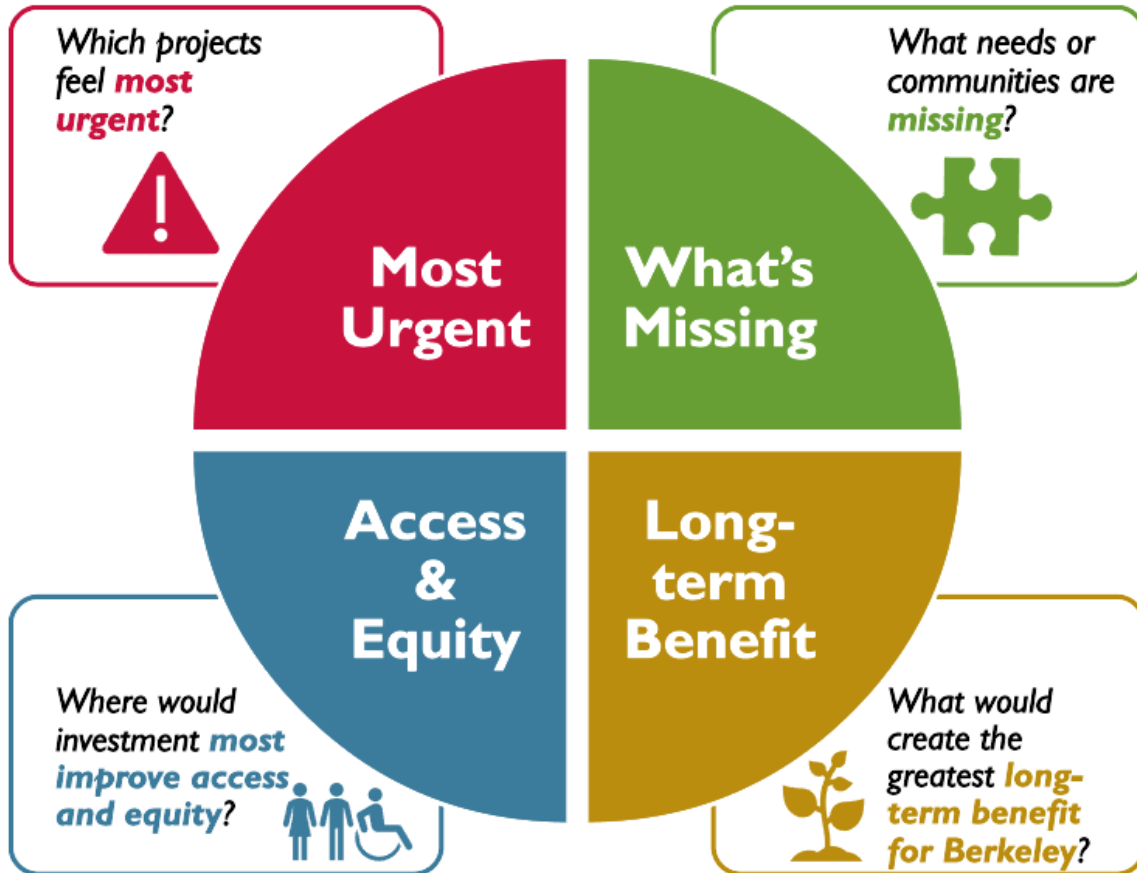 Which projects
feel most
urgent?
What needs or
communities are
missing?
Most
Urgent
What's
Missing
Access
&
Equity
Long-
term
Benefit
Where would
investment most
improve access
and equity?
What would
create the
greatest long-
term benefit
for Berkeley?